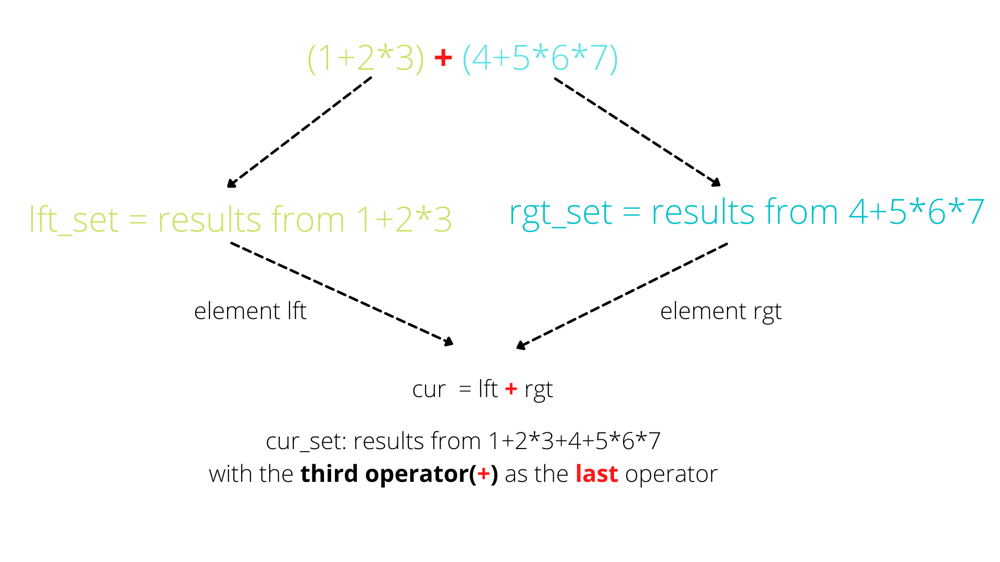 (1+2*3) + (4+5*6*7)
lft_set = results from 1+2*3
rgt_set = results from 4+5*6*7
element lft
element rgt
cur = lft + rgt
cur_set: results from 1+2*3+4+5*6*7
with the third operator(+) as the last operator